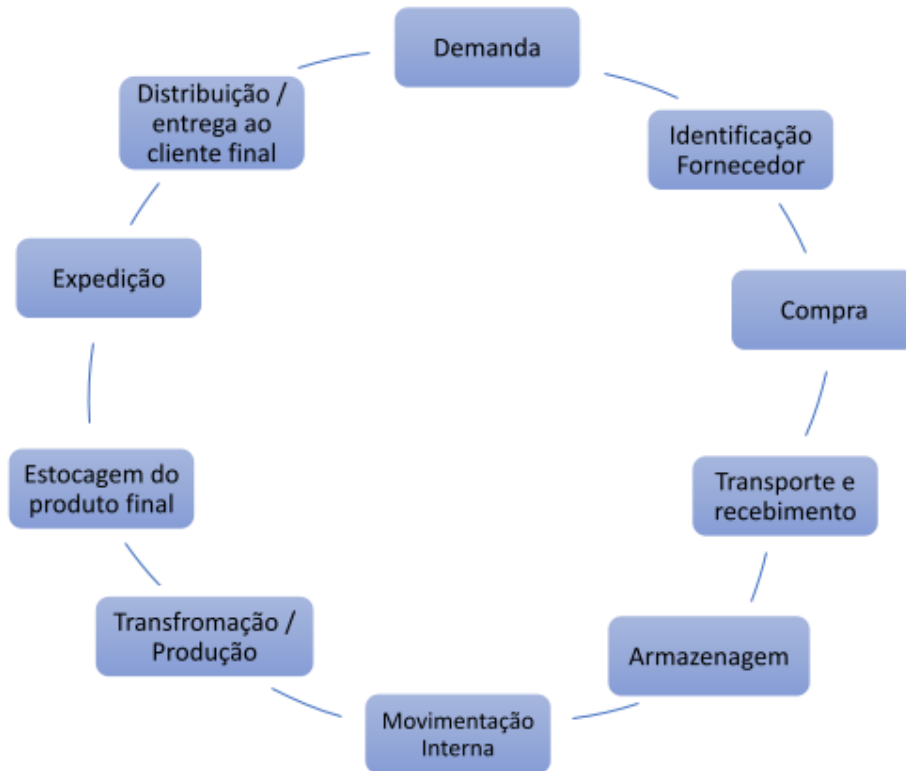 Demanda
Identificação
Fornecedor
Compra
Transporte e
recebimento
Armazenagem
Movimentação
Interna
Transfromação /
Produção
Estocagem do
produto final
Expedição
Distribuição /
entrega ao
cliente final